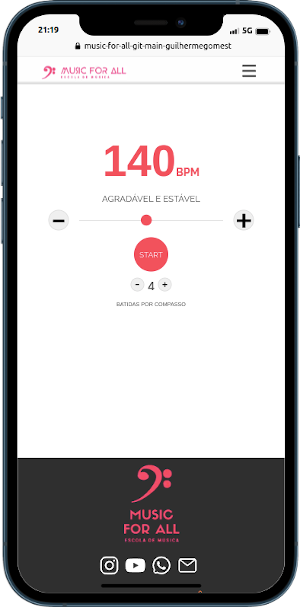 21:19
5G
music-for-all-git-main-guilhermegomest
MUSIC FOR ALL
ESCOLA DE MÚSICA
140 BPM
AGRADÁVEL E ESTÁVEL
− +
START
- 4 +
BATIDAS POR COMPASSO
MUSIC
FOR ALL
ESCOLA DE MÚSICA